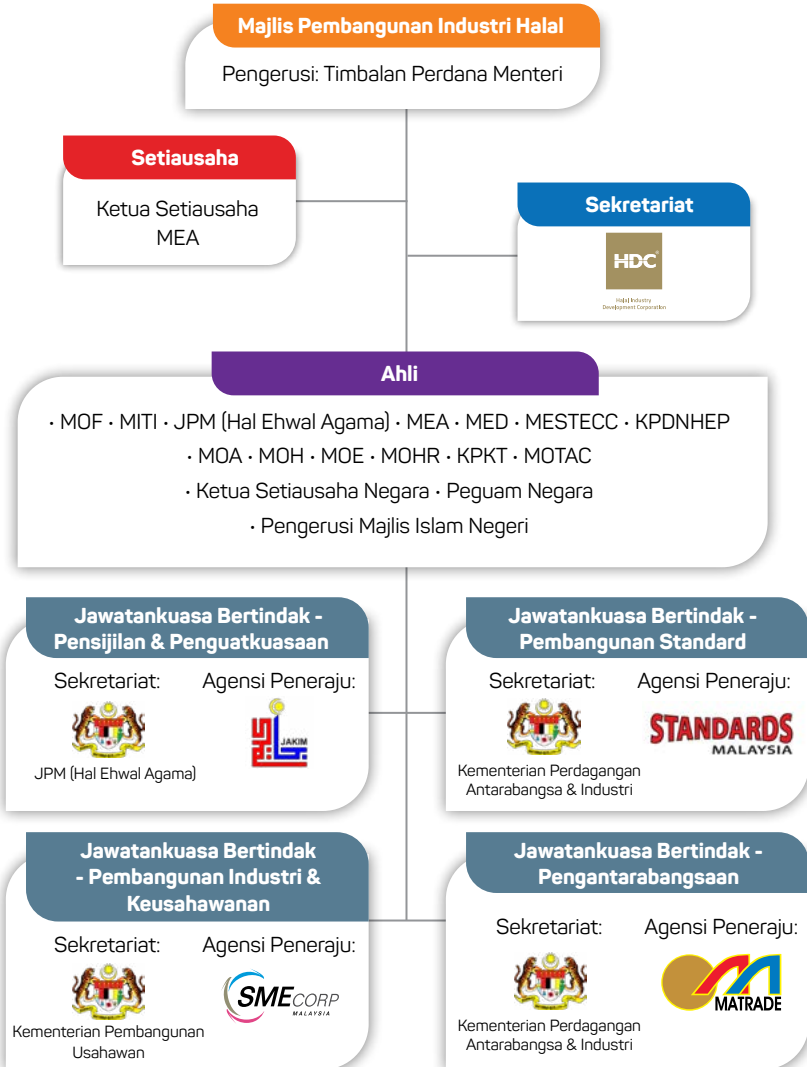 Majlis Pembangunan Industri Halal
Pengerusi: Timbalan Perdana Menteri
Setiausaha
Ketua Setiausaha
MEA
Sekretariat
HDC
Halal Industry
Development Corporation
Ahli
· MOF · MITI · JPM (Hal Ehwal Agama) · MEA · MED · MESTECC · KPDNHEP
· MOA · MOH · MOE · MOHR · KPKT · MOTAC
· Ketua Setiausaha Negara · Peguam Negara
· Pengerusi Majlis Islam Negeri
Jawatankuasa Bertindak -
Pensijilan & Penguatkuasaan
Sekretariat: Agensi Peneraju:
JAKIM
JPM (Hal Ehwal Agama)
Jawatankuasa Bertindak -
Pembangunan Standard
Sekretariat: Agensi Peneraju:
STANDARDS
MALAYSIA
Kementerian Perdagangan
Antarabangsa & Industri
Jawatankuasa Bertindak
- Pembangunan Industri &
Keusahawanan
Sekretariat: Agensi Peneraju:
SMECORP
MALAYSIA
Kementerian Pembangunan
Usahawan
Jawatankuasa Bertindak -
Pengantarabangsaan
Sekretariat: Agensi Peneraju:
MATRADE
Kementerian Perdagangan
Antarabangsa & Industri